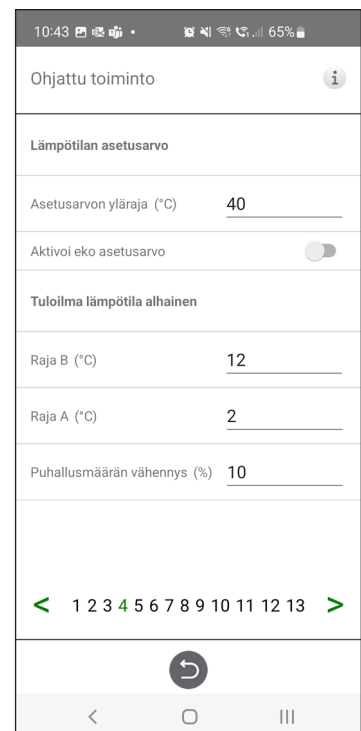 10:43 65%
Ohjattu toiminto i
Lämpötilan asetusarvo
Asetusarvon yläraja (°C) 40
Aktivoi eko asetusarvo
Tuloilma lämpötila alhainen
Raja B (°C) 12
Raja A (°C) 2
Puhallusmäärän vähennys (%) 10
< 1 2 3 4 5 6 7 8 9 10 11 12 13 >